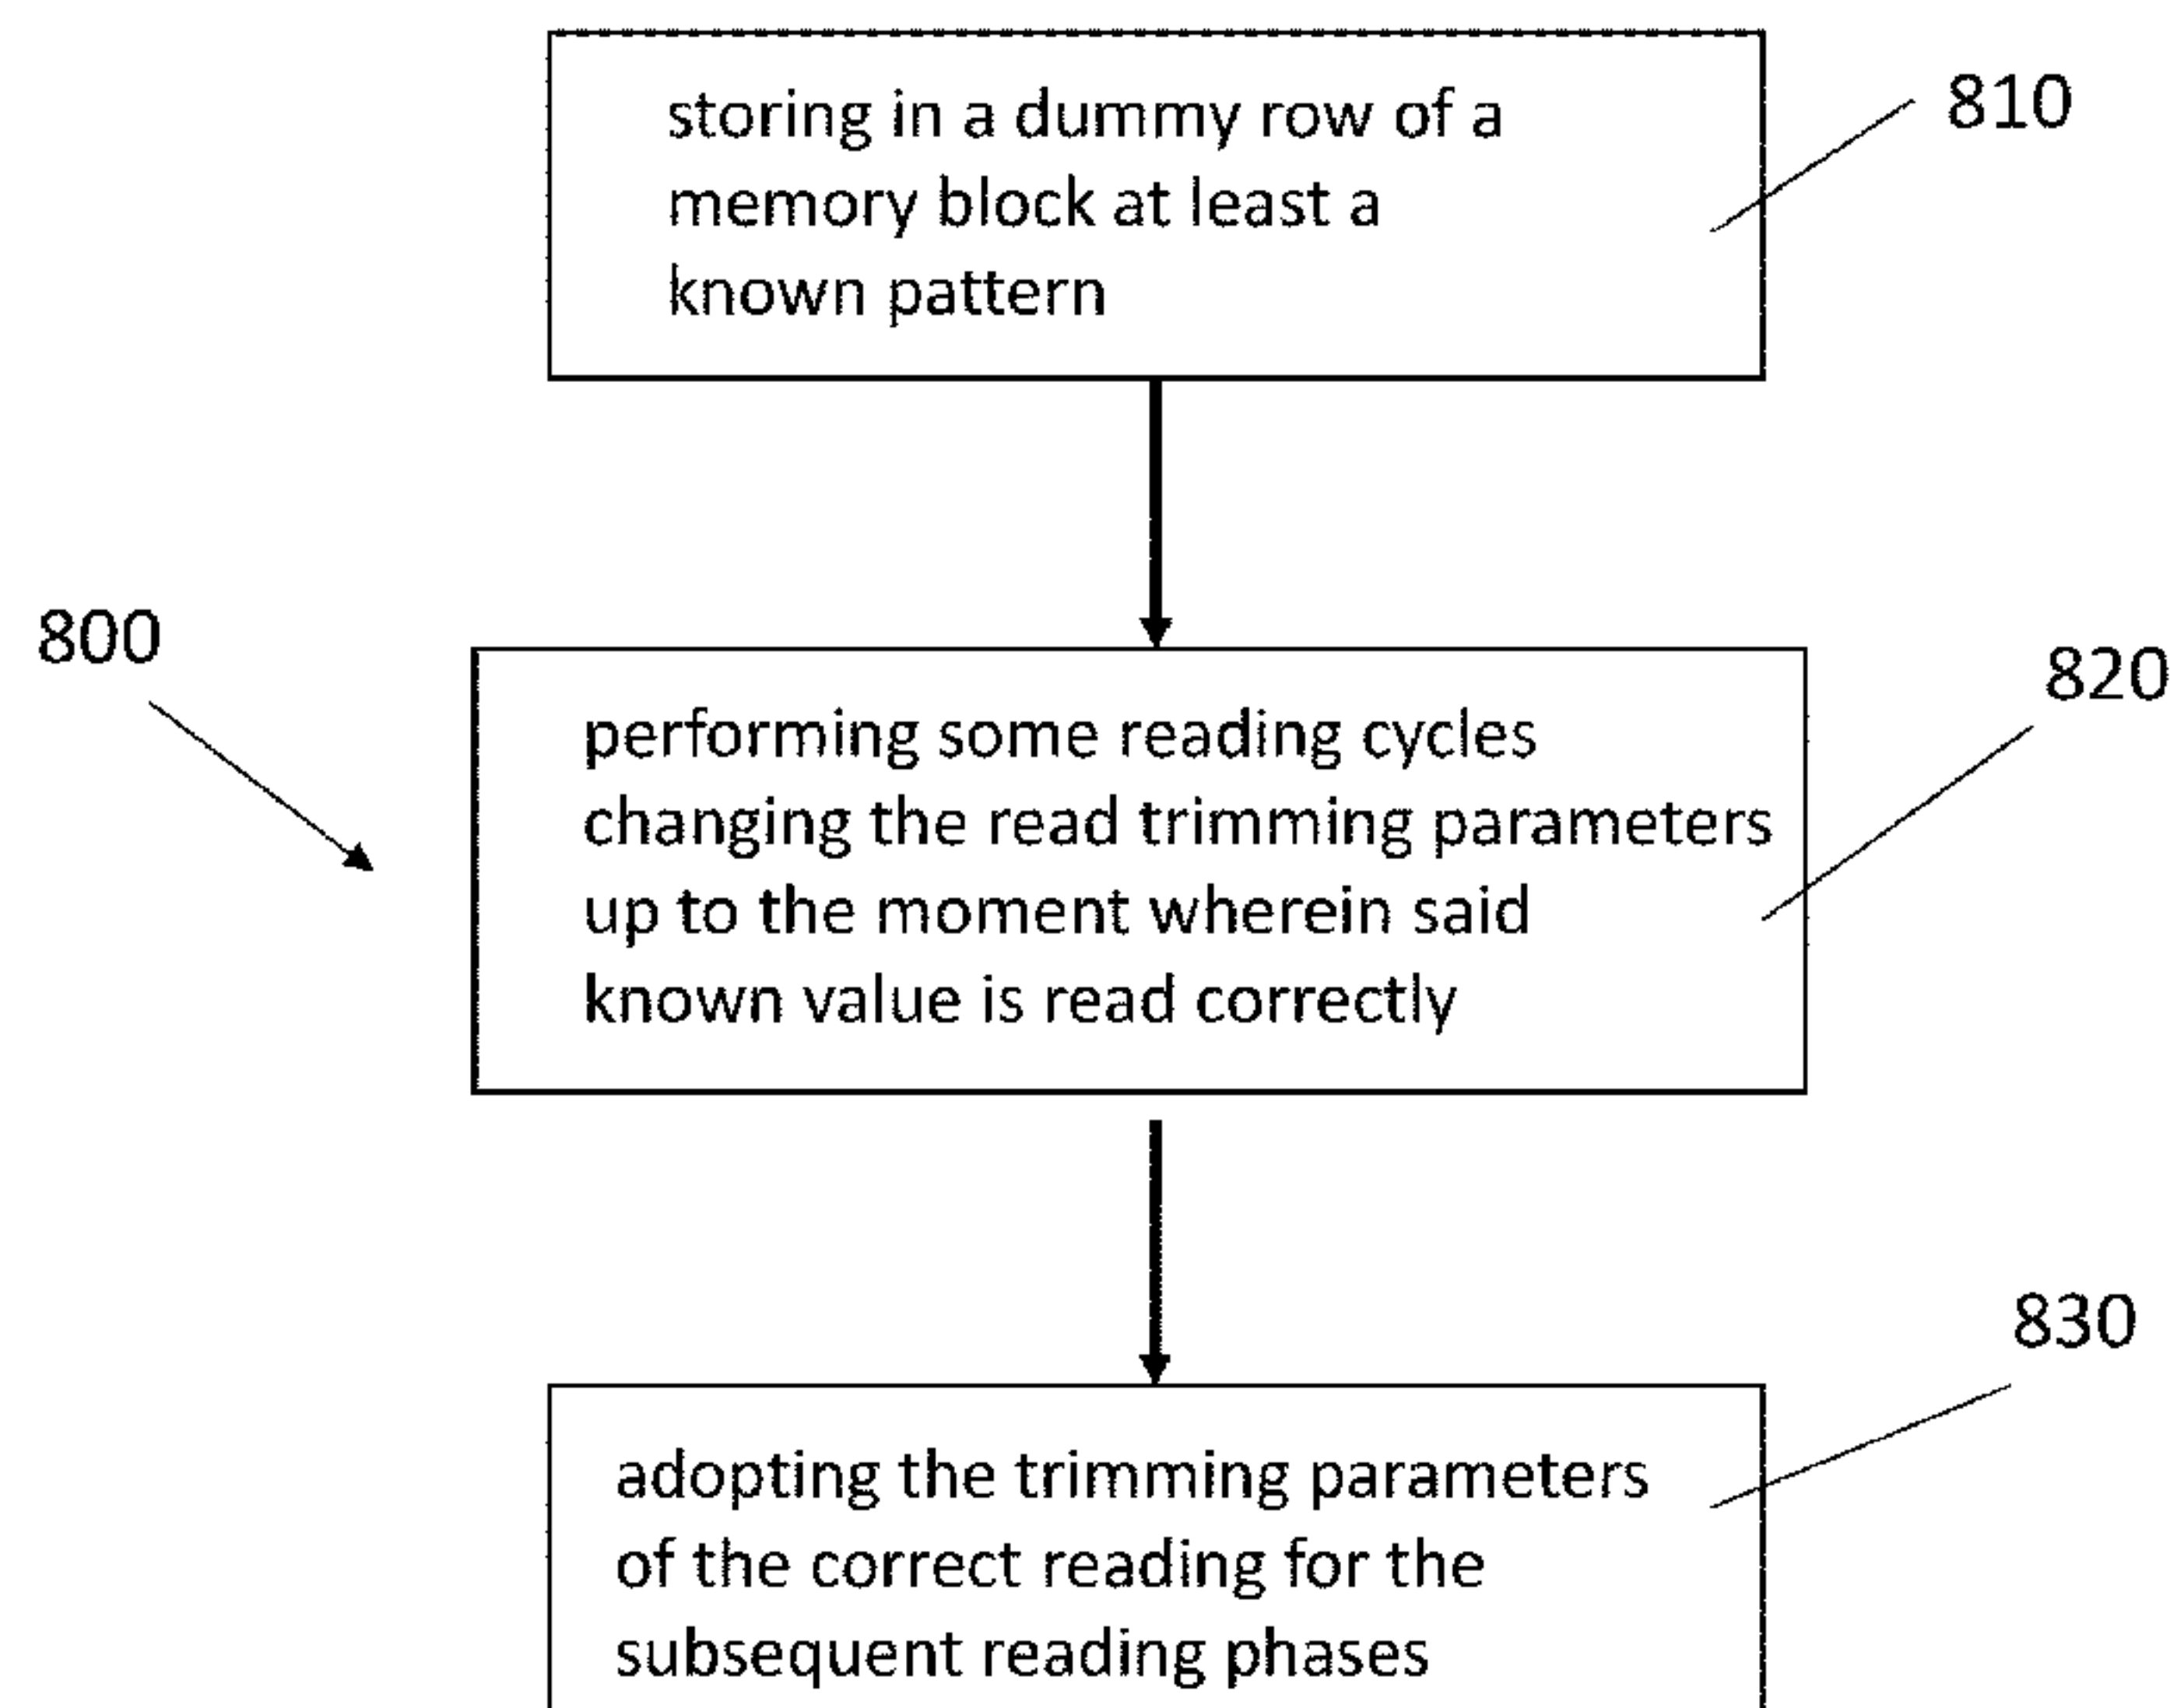 storing in a dummy row of a
810
memory block at least a
known pattern
800
820
performing some reading cycles
changing the read trimming parameters
up to the moment wherein said
known value is read correctly
830
adopting the trimming parameters
of the correct reading for the
subsequent reading phases